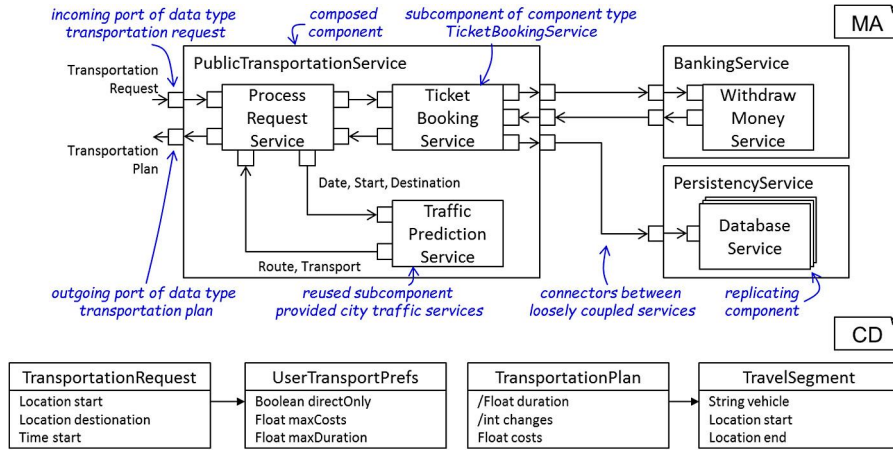 incoming port of data type
transportation request
composed
component
subcomponent of component type
TicketBookingService
MA
Transportation
Request
PublicTransportationService
BankingService
Process
Request
Service
Ticket
Booking
Service
Withdraw
Money
Service
Transportation
Plan
Date, Start, Destination
PersistencyService
Traffic
Prediction
Service
Database
Service
Route, Transport
outgoing port of data type
transportation plan
reused subcomponent
provided city traffic services
connectors between
loosely coupled services
replicating
component
CD
TransportationRequest
Location start
Location destionation
Time start
UserTransportPrefs
Boolean directOnly
Float maxCosts
Float maxDuration
TransportationPlan
/Float duration
/int changes
Float costs
TravelSegment
String vehicle
Location start
Location end